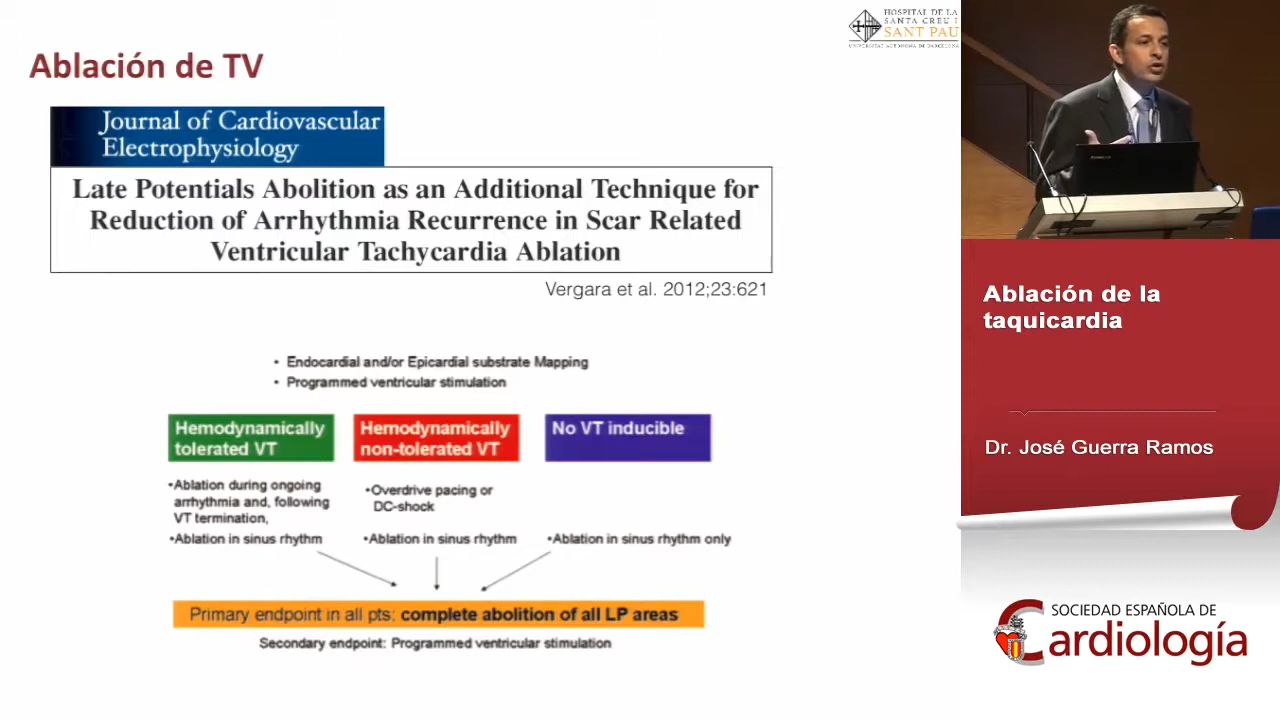 HOSPITAL DE LA
SANTA CREU I
SANT PAU
UNIVERSITAT AUTÒNOMA DE BARCELONA
Ablación de TV
Journal of Cardiovascular
Electrophysiology
Late Potentials Abolition as an Additional Technique for
Reduction of Arrhythmia Recurrence in Scar Related
Ventricular Tachycardia Ablation
Vergara et al. 2012;23:621
• Endocardial and/or Epicardial substrate Mapping
• Programmed ventricular stimulation
Hemodynamically
tolerated VT
•Ablation during ongoing
arrhythmia and, following
VT termination,
•Ablation in sinus rhythm
Hemodynamically
non-tolerated VT
•Overdrive pacing or
DC-shock
•Ablation in sinus rhythm
No VT inducible
•Ablation in sinus rhythm only
Primary endpoint in all pts: complete abolition of all LP areas
Secondary endpoint: Programmed ventricular stimulation
Ablación de la
taquicardia
Dr. José Guerra Ramos
SOCIEDAD ESPAÑOLA DE
Cardiología